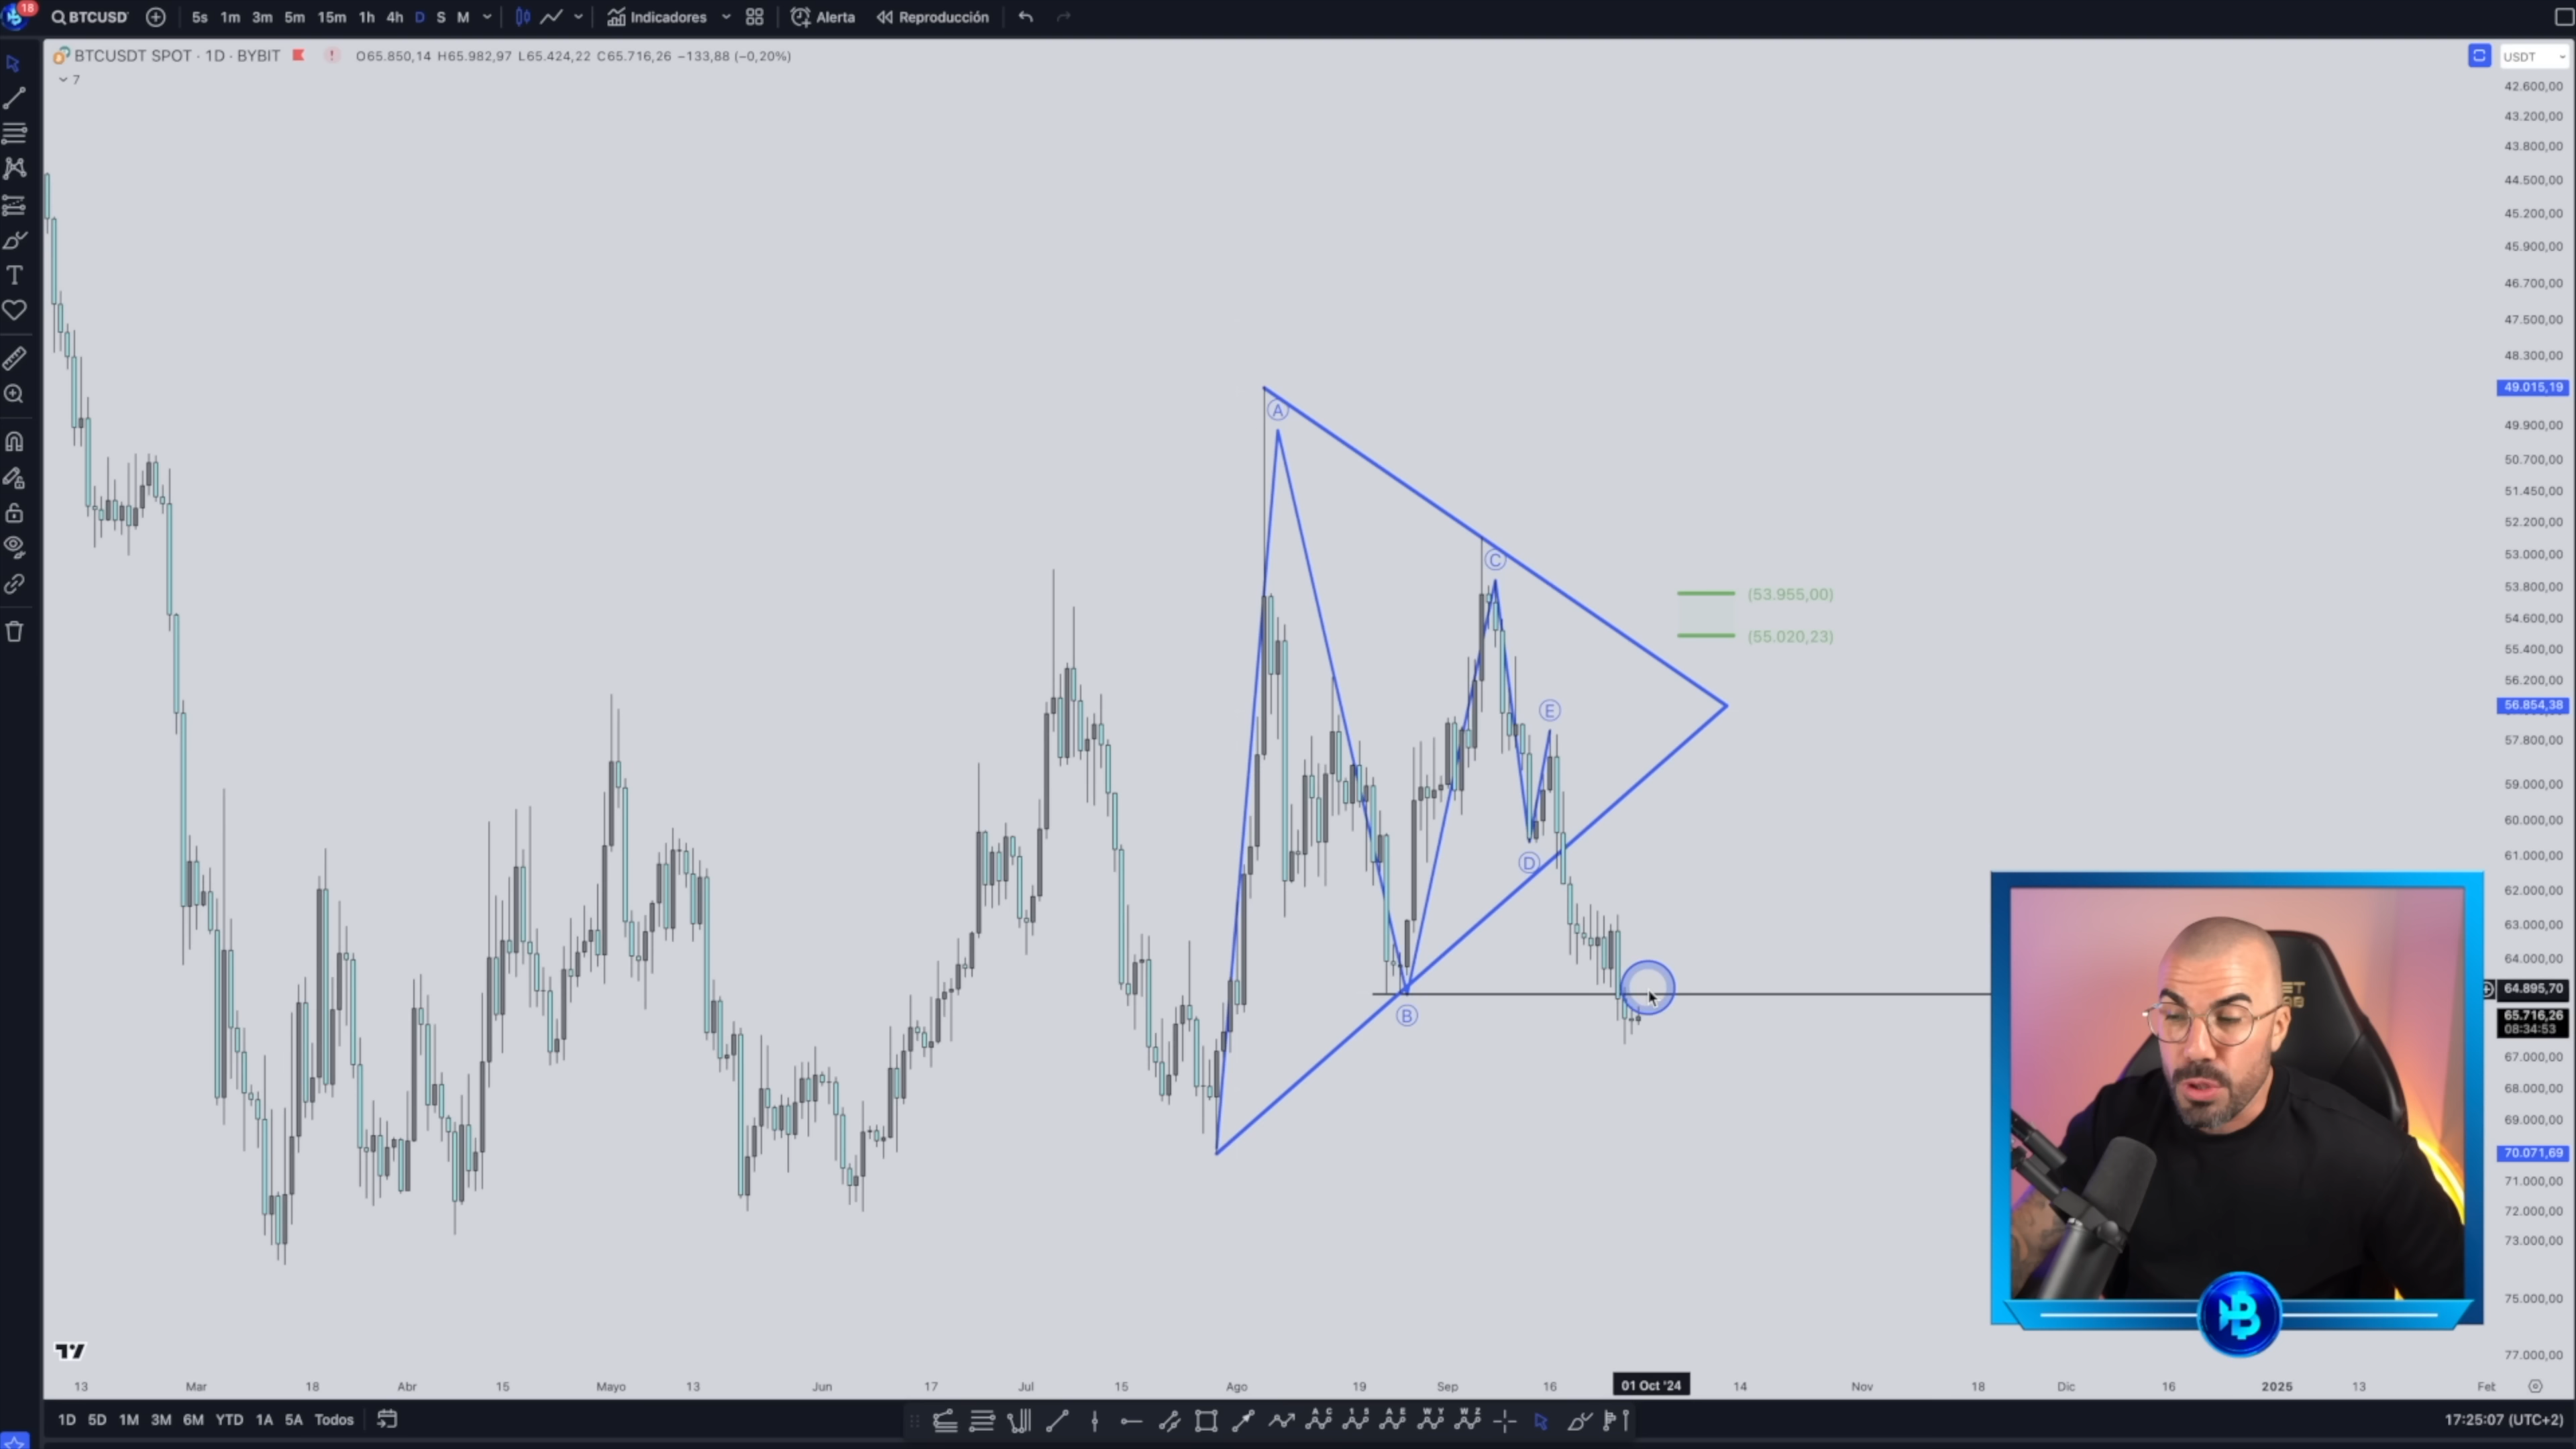 18
BTCUSD
5s 1m 3m 5m 15m 1h 4h D S M
Indicadores
Alerta
Reproducción
BTCUSDT SPOT · 1D · BYBIT
O65.850,14 H65.982,97 L65.424,22 C65.716,26 −133,88 (−0,20%)
7
USDT
42.600,00
43.200,00
43.800,00
44.500,00
45.200,00
45.900,00
46.700,00
47.500,00
48.300,00
49.015,19
49.900,00
50.700,00
51.450,00
52.200,00
53.000,00
53.800,00
54.600,00
55.400,00
56.200,00
56.854,38
57.800,00
59.000,00
60.000,00
61.000,00
62.000,00
63.000,00
64.000,00
64.895,70
65.716,26
08:34:53
67.000,00
68.000,00
69.000,00
70.071,69
71.000,00
72.000,00
73.000,00
75.000,00
77.000,00
A
C
(53.955,00)
(55.020,23)
E
D
B
13 Mar 18 Abr 15 Mayo 13 Jun 17 Jul 15 Ago 19 Sep 16 01 Oct '24 14 Nov 18 Dic 16 2025 13 Feb
1D 5D 1M 3M 6M YTD 1A 5A Todos
17:25:07 (UTC+2)